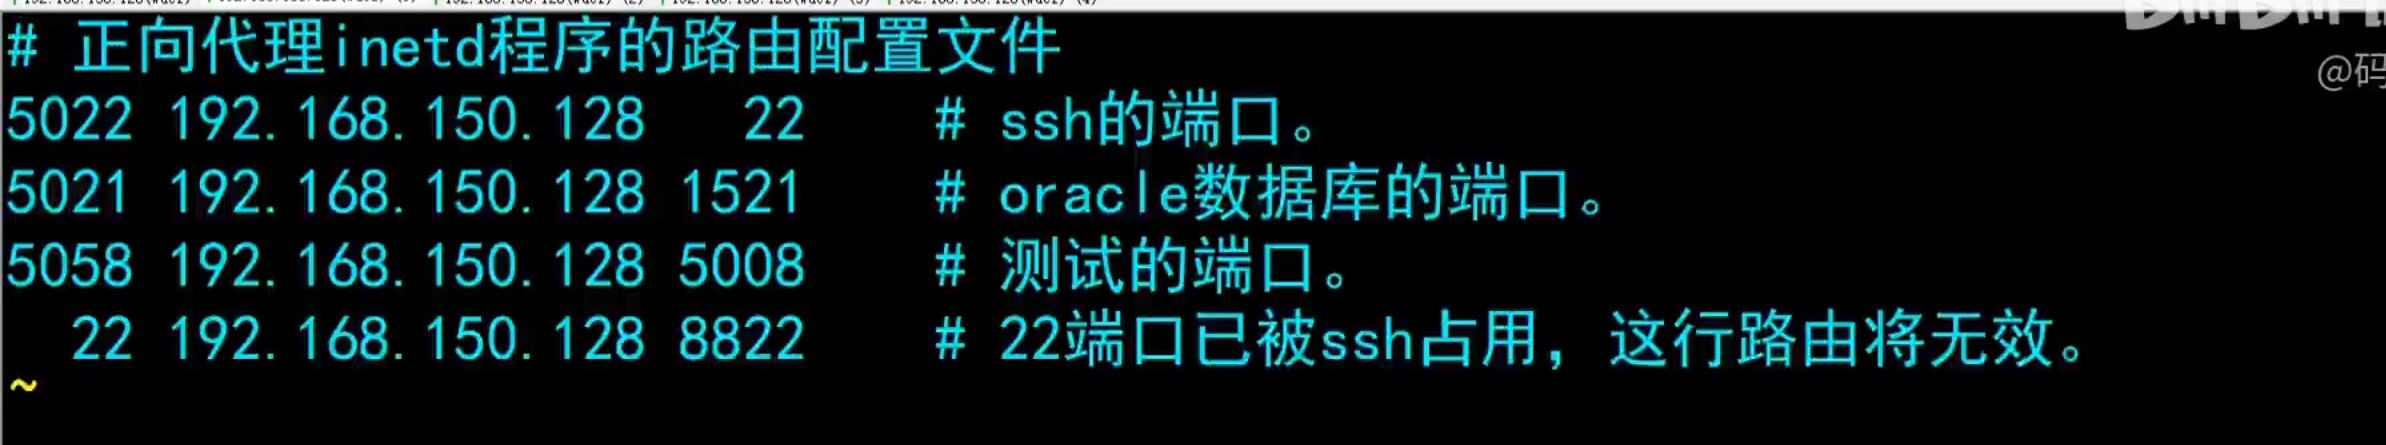 # 正向代理inetd程序的路由配置文件
5022 192.168.150.128   22    # ssh的端口。
5021 192.168.150.128 1521    # oracle数据库的端口。
5058 192.168.150.128 5008    # 测试的端口。
  22 192.168.150.128 8822    # 22端口已被ssh占用，这行路由将无效。
~
@码